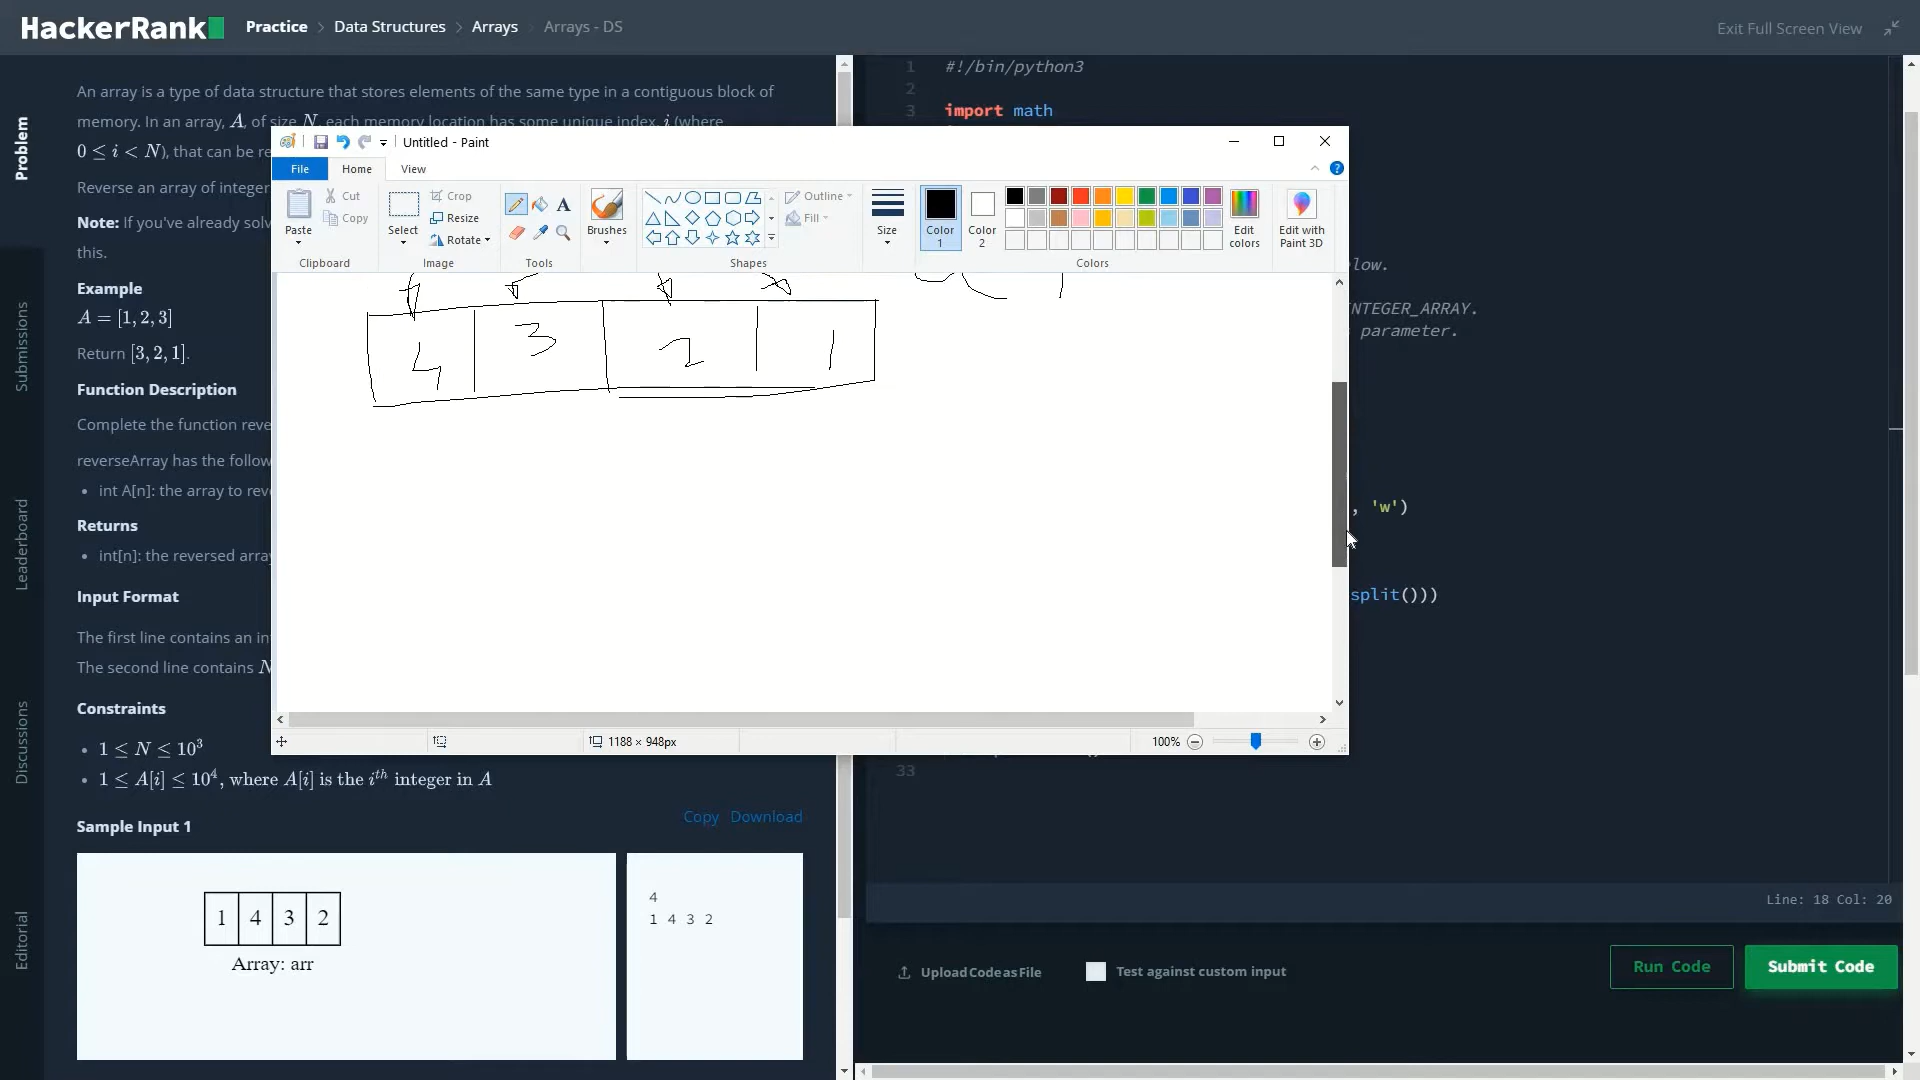 HackerRank
Practice > Data Structures > Arrays > Arrays - DS
Exit Full Screen View
Problem
Submissions
Leaderboard
Discussions
Editorial
An array is a type of data structure that stores elements of the same type in a contiguous block of
memory. In an array, A, of size N, each memory location has some unique index, i (where
0 ≤ i < N), that can be re
Reverse an array of integer
Note: If you've already solv
this.
Example
A = [1, 2, 3]
Return [3, 2, 1].
Function Description
Complete the function reve
reverseArray has the follow
• int A[n]: the array to reve
Returns
• int[n]: the reversed array
Input Format
The first line contains an in
The second line contains N
Constraints
• 1 ≤ N ≤ 10³
• 1 ≤ A[i] ≤ 10⁴, where A[i] is the iᵗʰ integer in A
Sample Input 1
Copy Download
1 4 3 2
Array: arr
4
1 4 3 2
Untitled - Paint
File Home View
Paste
Cut
Copy
Clipboard
Select
Crop
Resize
Rotate
Image
Tools
Brushes
Outline
Fill
Shapes
Size
Color 1
Color 2
Edit colors
Edit with Paint 3D
Colors
4 3 2 1
1188 × 948px
100%
1 #!/bin/python3
2
3 import math
low.
NTEGER_ARRAY.
parameter.
, 'w')
split()))
33
Line: 18 Col: 20
Upload Code as File
Test against custom input
Run Code
Submit Code